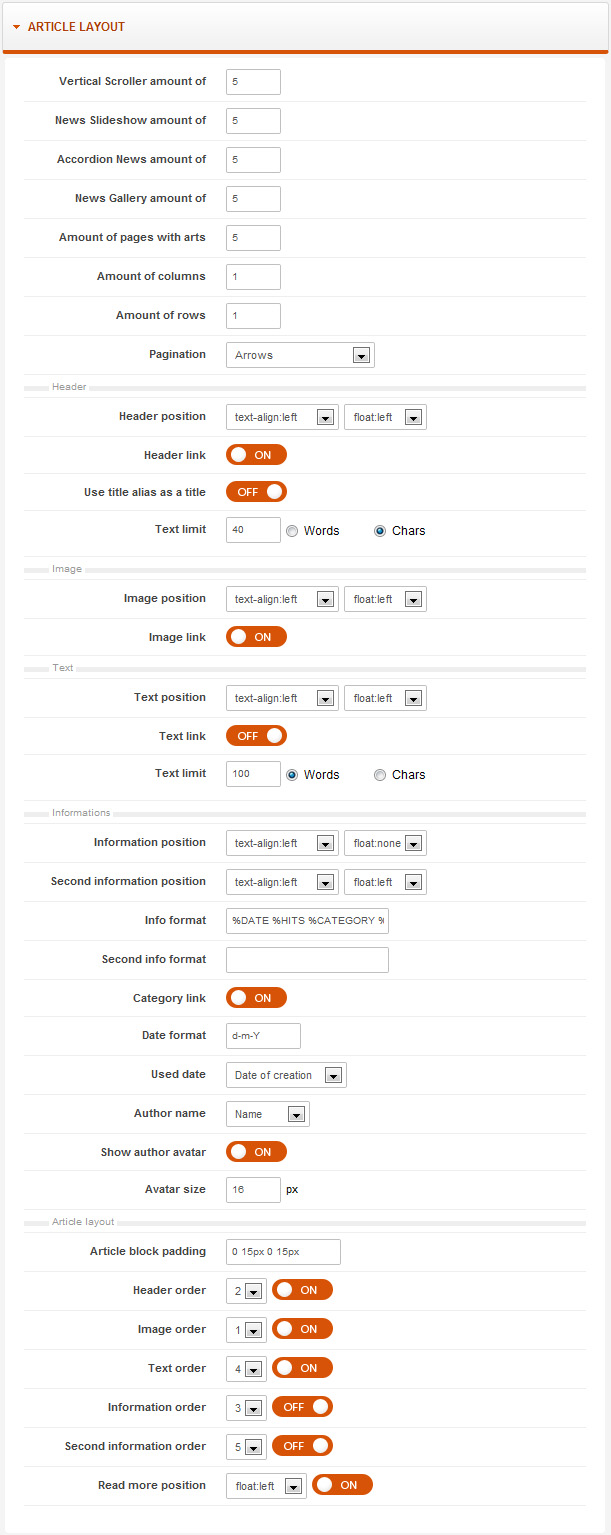 ARTICLE LAYOUT
Vertical Scroller amount of 5
News Slideshow amount of 5
Accordion News amount of 5
News Gallery amount of 5
Amount of pages with arts 5
Amount of columns 1
Amount of rows 1
Pagination Arrows
Header
Header position text-align:left float:left
Header link ON
Use title alias as a title OFF
Text limit 40 Words Chars
Image
Image position text-align:left float:left
Image link ON
Text
Text position text-align:left float:left
Text link OFF
Text limit 100 Words Chars
Informations
Information position text-align:left float:none
Second information position text-align:left float:left
Info format %DATE %HITS %CATEGORY %
Second info format
Category link ON
Date format d-m-Y
Used date Date of creation
Author name Name
Show author avatar ON
Avatar size 16 px
Article layout
Article block padding 0 15px 0 15px
Header order 2 ON
Image order 1 ON
Text order 4 ON
Information order 3 OFF
Second information order 5 OFF
Read more position float:left ON